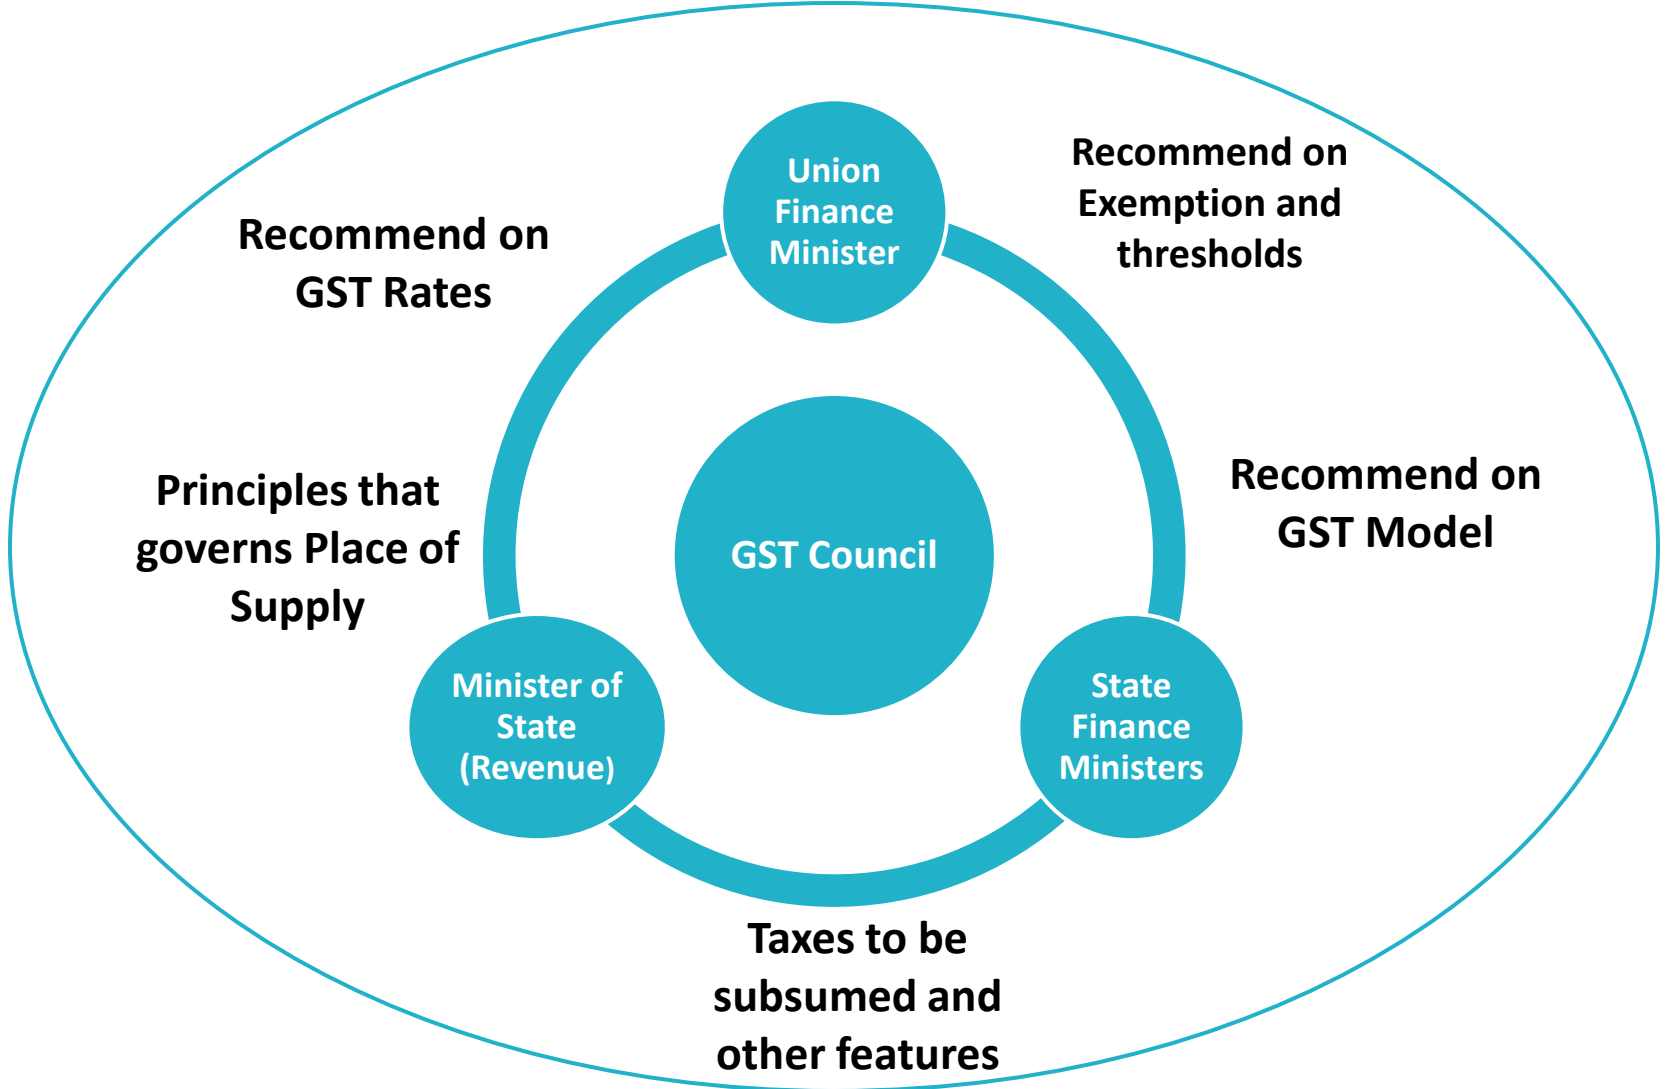 Union
Finance
Minister
Recommend on
Exemption and
thresholds
Recommend on
GST Rates
Principles that
governs Place of
Supply
GST Council
Recommend on
GST Model
Minister of
State
(Revenue)
State
Finance
Ministers
Taxes to be
subsumed and
other features